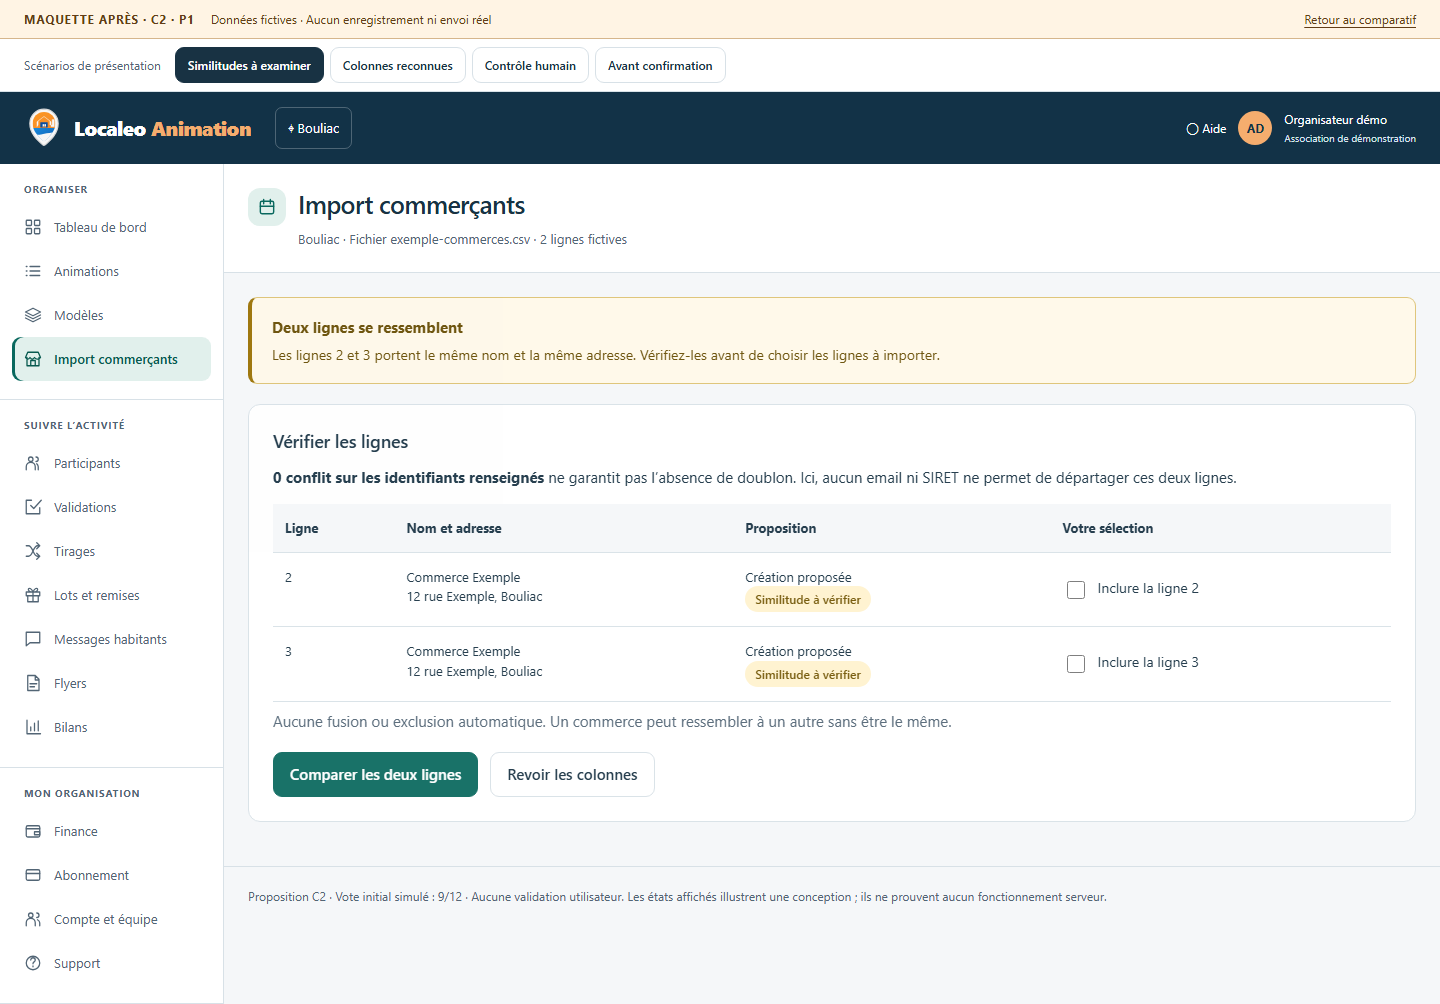 MAQUETTE APRÈS · C2 · P1 Données fictives · Aucun enregistrement ni envoi réel Retour au comparatif
Scénarios de présentation Similitudes à examiner Colonnes reconnues Contrôle humain Avant confirmation
Localeo Animation Bouliac Aide AD Organisateur démo
Association de démonstration
ORGANISER
Tableau de bord
Animations
Modèles
Import commerçants
SUIVRE L'ACTIVITÉ
Participants
Validations
Tirages
Lots et remises
Messages habitants
Flyers
Bilans
MON ORGANISATION
Finance
Abonnement
Compte et équipe
Support
Import commerçants
Bouliac · Fichier exemple-commerces.csv · 2 lignes fictives
Deux lignes se ressemblent
Les lignes 2 et 3 portent le même nom et la même adresse. Vérifiez-les avant de choisir les lignes à importer.
Vérifier les lignes
0 conflit sur les identifiants renseignés ne garantit pas l'absence de doublon. Ici, aucun email ni SIRET ne permet de départager ces deux lignes.
Ligne Nom et adresse Proposition Votre sélection
2 Commerce Exemple Création proposée
12 rue Exemple, Bouliac Similitude à vérifier Inclure la ligne 2
3 Commerce Exemple Création proposée
12 rue Exemple, Bouliac Similitude à vérifier Inclure la ligne 3
Aucune fusion ou exclusion automatique. Un commerce peut ressembler à un autre sans être le même.
Comparer les deux lignes Revoir les colonnes
Proposition C2 · Vote initial simulé : 9/12 · Aucune validation utilisateur. Les états affichés illustrent une conception ; ils ne prouvent aucun fonctionnement serveur.